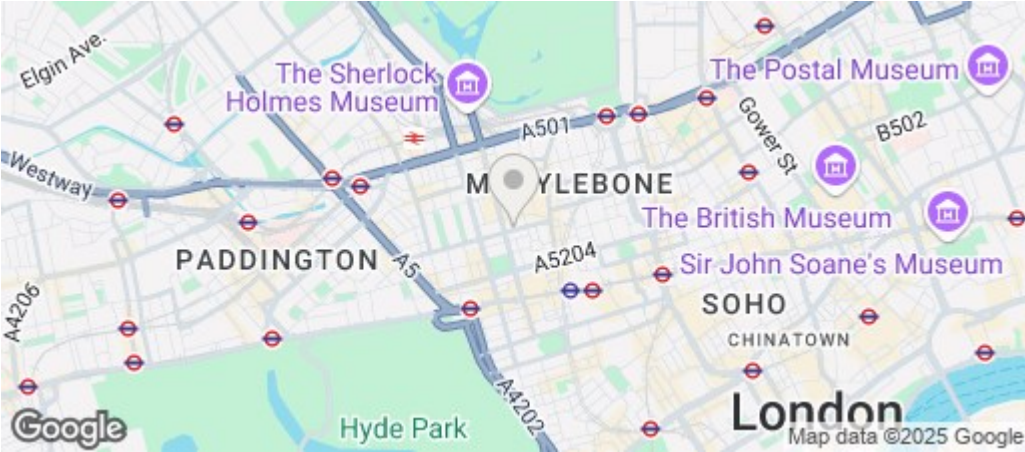 Elgin Ave.
The Sherlock
Holmes Museum
The Postal Museum
A501
Gower St
B502
Westway
M
YLEBONE
The British Museum
PADDINGTON
A5
A5204
Sir John Soane's Museum
A4206
SOHO
CHINATOWN
A4202
London
Hyde Park
Google
Map data ©2025 Google